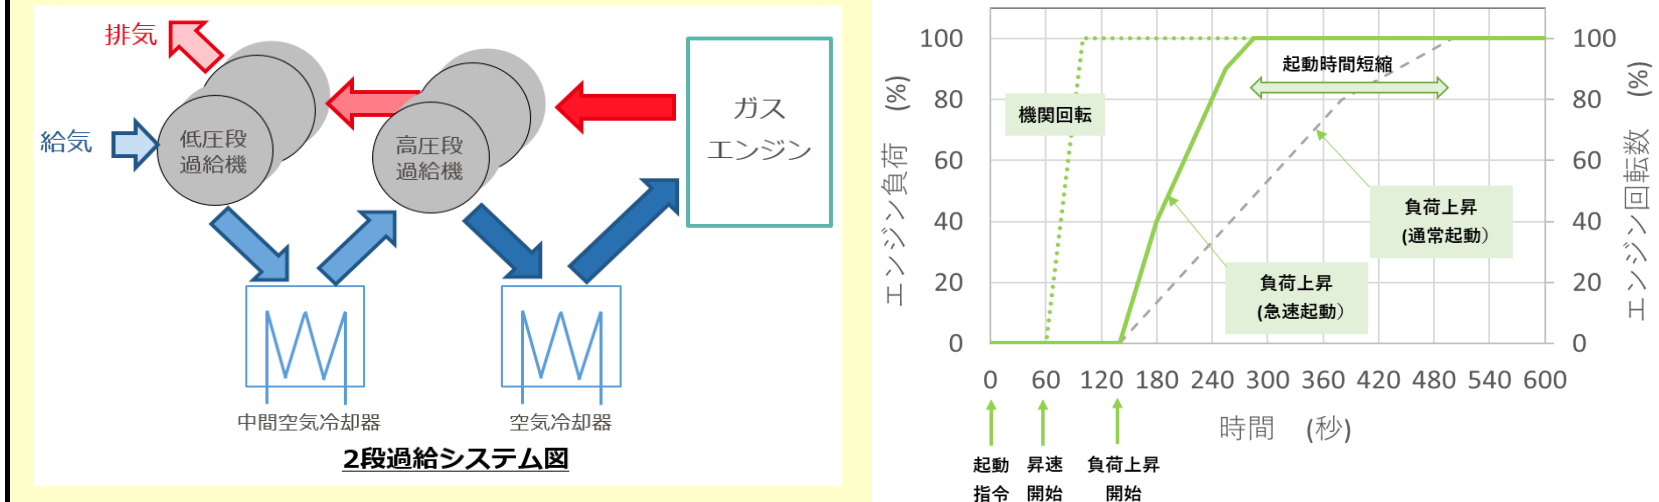 排気
給気
低圧段
過給機
高圧段
過給機
ガス
エンジン
中間空気冷却器
空気冷却器
2段過給システム図
エンジン負荷 (%)
100
80
60
40
20
0
機関回転
起動時間短縮
負荷上昇
(通常起動)
負荷上昇
(急速起動)
100
80
60
40
20
0
エンジン回転数 (%)
0 60 120 180 240 300 360 420 480 540 600
時間 (秒)
起動
指令
昇速
開始
負荷上昇
開始